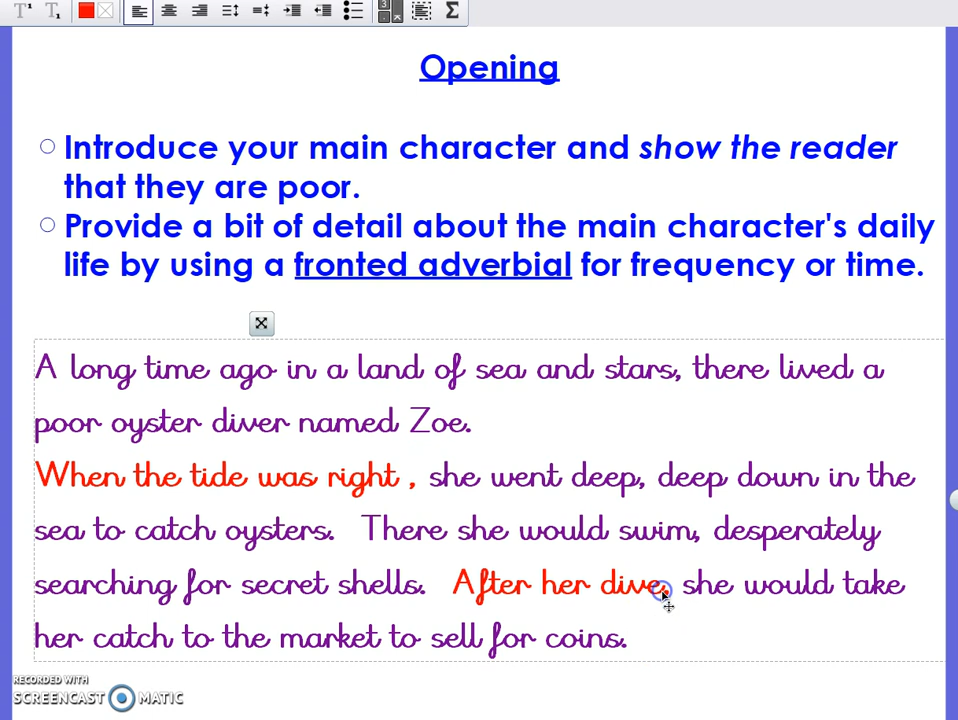 Opening
Introduce your main character and show the reader
that they are poor.
Provide a bit of detail about the main character's daily
life by using a fronted adverbial for frequency or time.
A long time ago in a land of sea and stars, there lived a
poor oyster diver named Zoe.
When the tide was right , she went deep, deep down in the
sea to catch oysters. There she would swim, desperately
searching for secret shells. After her dive, she would take
her catch to the market to sell for coins.
RECORDED WITH
SCREENCAST MATIC